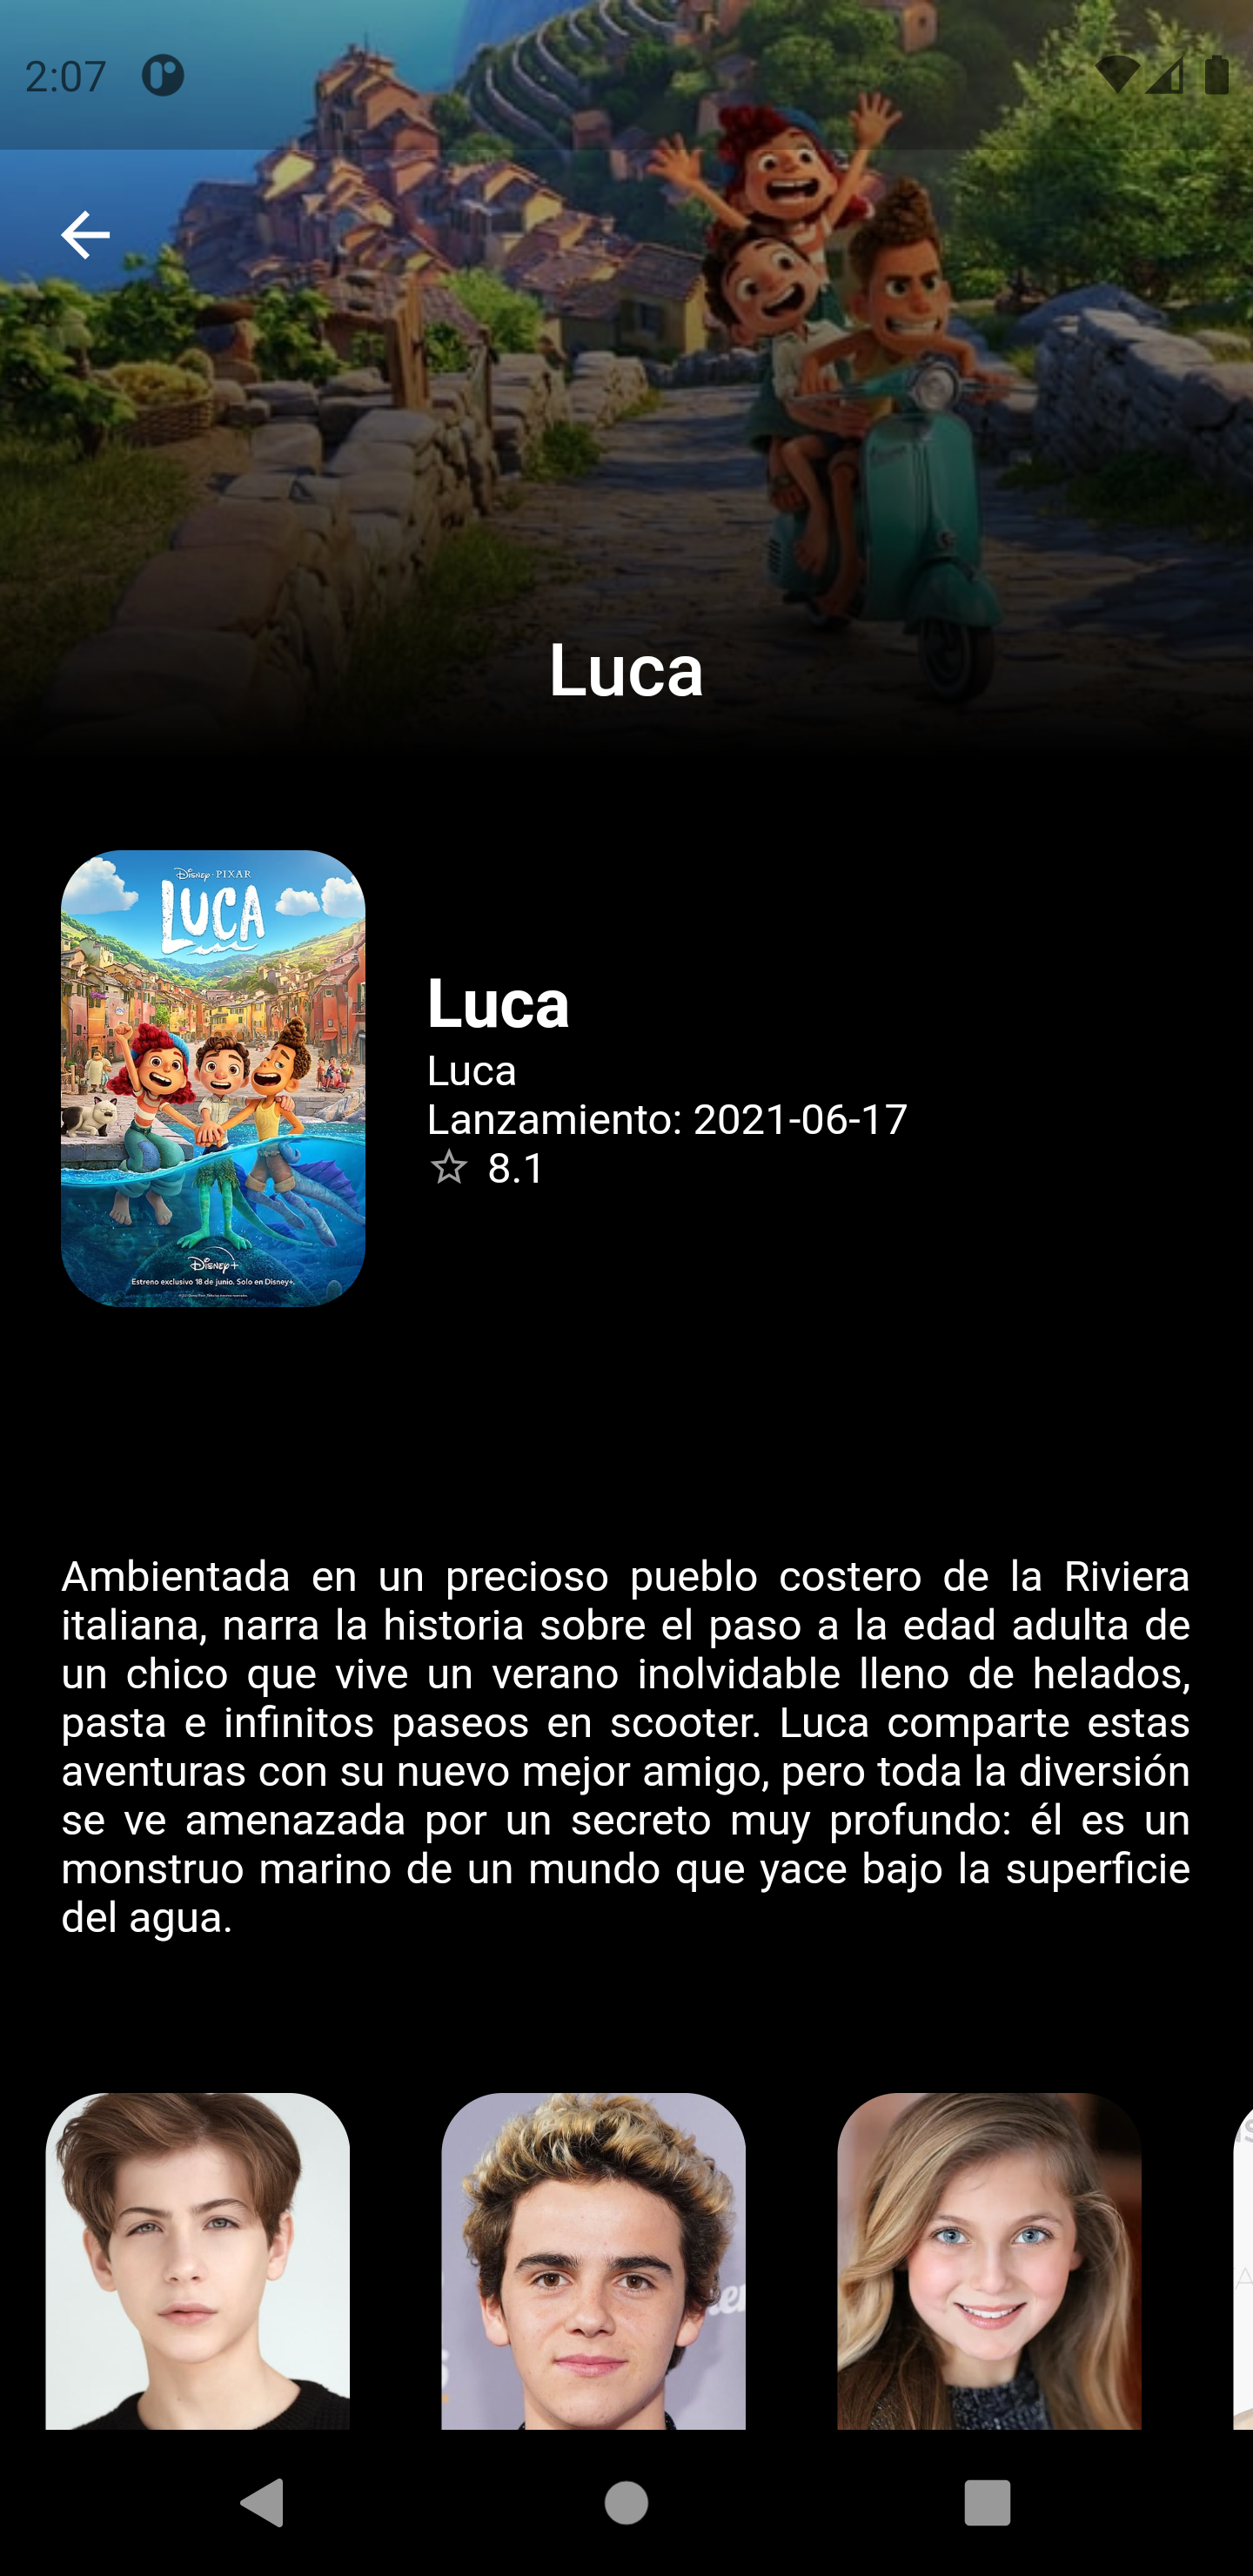 2:07
Luca
Disney · PIXAR
LUCA
Disney+
Estreno exclusivo 18 de junio. Solo en Disney+.
Luca
Luca
Lanzamiento: 2021-06-17
8.1
Ambientada en un precioso pueblo costero de la Riviera
italiana, narra la historia sobre el paso a la edad adulta de
un chico que vive un verano inolvidable lleno de helados,
pasta e infinitos paseos en scooter. Luca comparte estas
aventuras con su nuevo mejor amigo, pero toda la diversión
se ve amenazada por un secreto muy profundo: él es un
monstruo marino de un mundo que yace bajo la superficie
del agua.